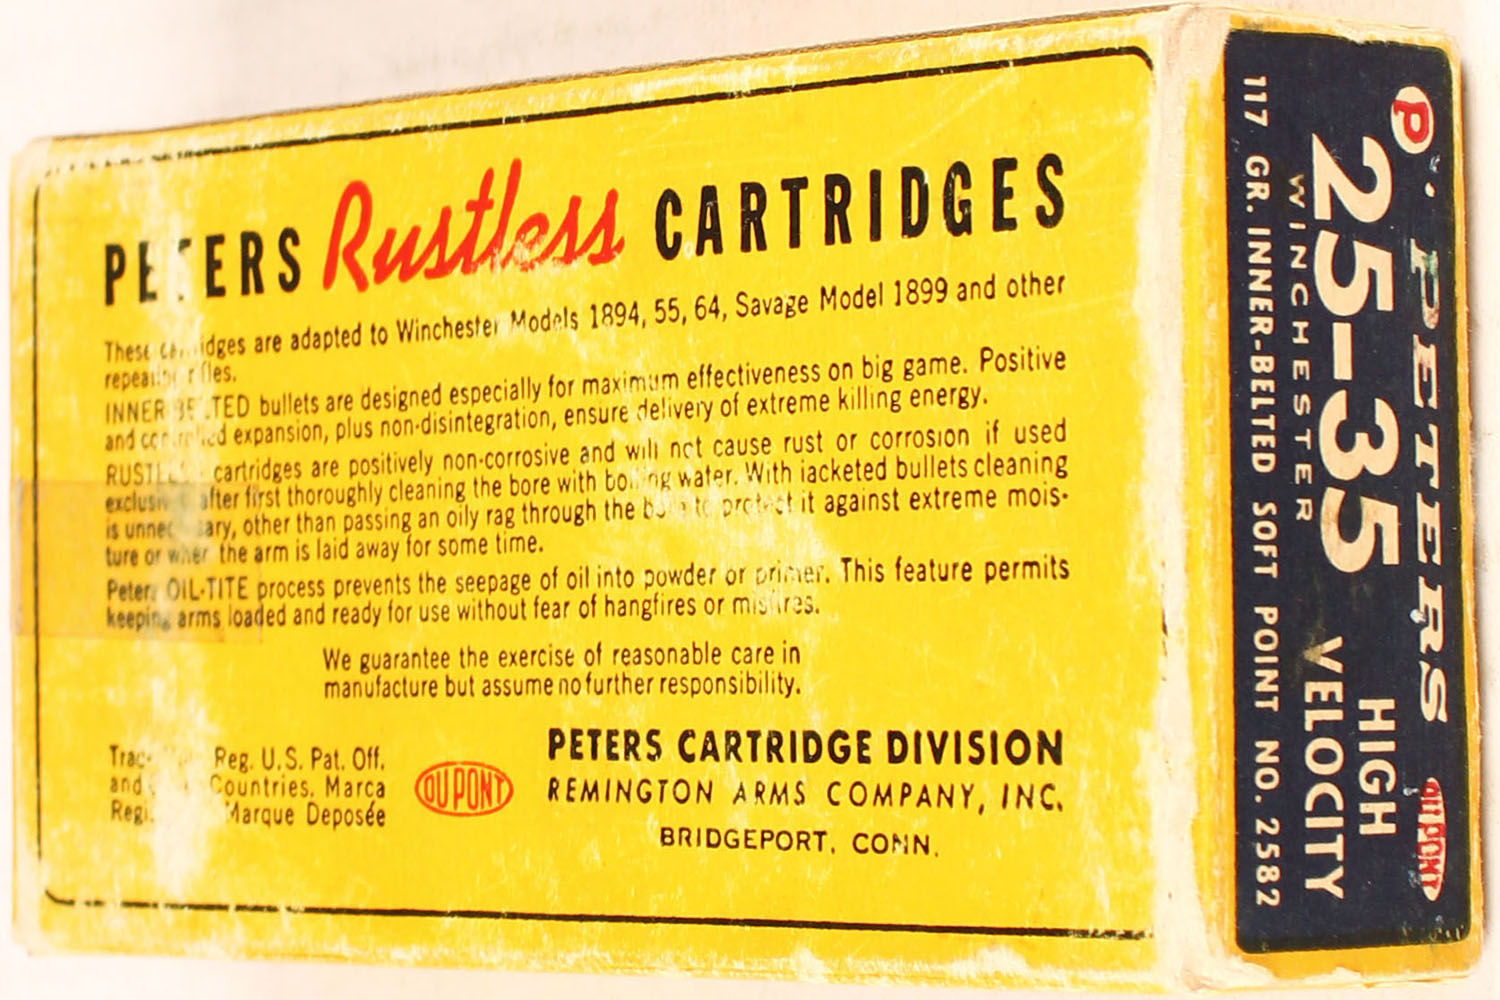 PETERS Rustless CARTRIDGES
These cartridges are adapted to Winchester Models 1894, 55, 64, Savage Model 1899 and other
repeating rifles.
INNER BELTED bullets are designed especially for maximum effectiveness on big game. Positive
and controlled expansion, plus non-disintegration, ensure delivery of extreme killing energy.
RUSTLESS cartridges are positively non-corrosive and will not cause rust or corrosion if used
exclusively after first thoroughly cleaning the bore with boiling water. With jacketed bullets cleaning
is unnecessary, other than passing an oily rag through the bore to protect it against extreme mois-
ture or when the arm is laid away for some time.
Peters OIL-TITE process prevents the seepage of oil into powder or primer. This feature permits
keeping arms loaded and ready for use without fear of hangfires or misfires.
We guarantee the exercise of reasonable care in
manufacture but assume no further responsibility.
Reg. U.S. Pat. Off.
and Countries. Marca
Marque Deposée
DU PONT
PETERS CARTRIDGE DIVISION
REMINGTON ARMS COMPANY, INC.
BRIDGEPORT, CONN.
P PETERS DU PONT
25-35 HIGH
WINCHESTER VELOCITY
117 GR. INNER-BELTED SOFT POINT NO. 2582